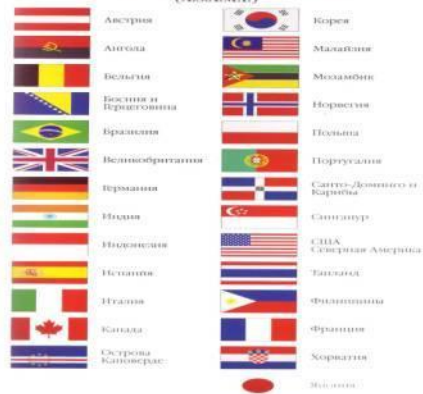 Австрия
Ангола
Бельгия
Босния и
Герцеговина
Бразилия
Великобритания
Германия
Индия
Индонезия
Испания
Италия
Канада
Острова
Каповерде
Корея
Малайзия
Мозамбик
Норвегия
Польша
Португалия
Санто-Доминго и
Карибы
Сингапур
США
Северная Америка
Таиланд
Филиппины
Франция
Хорватия
Япония